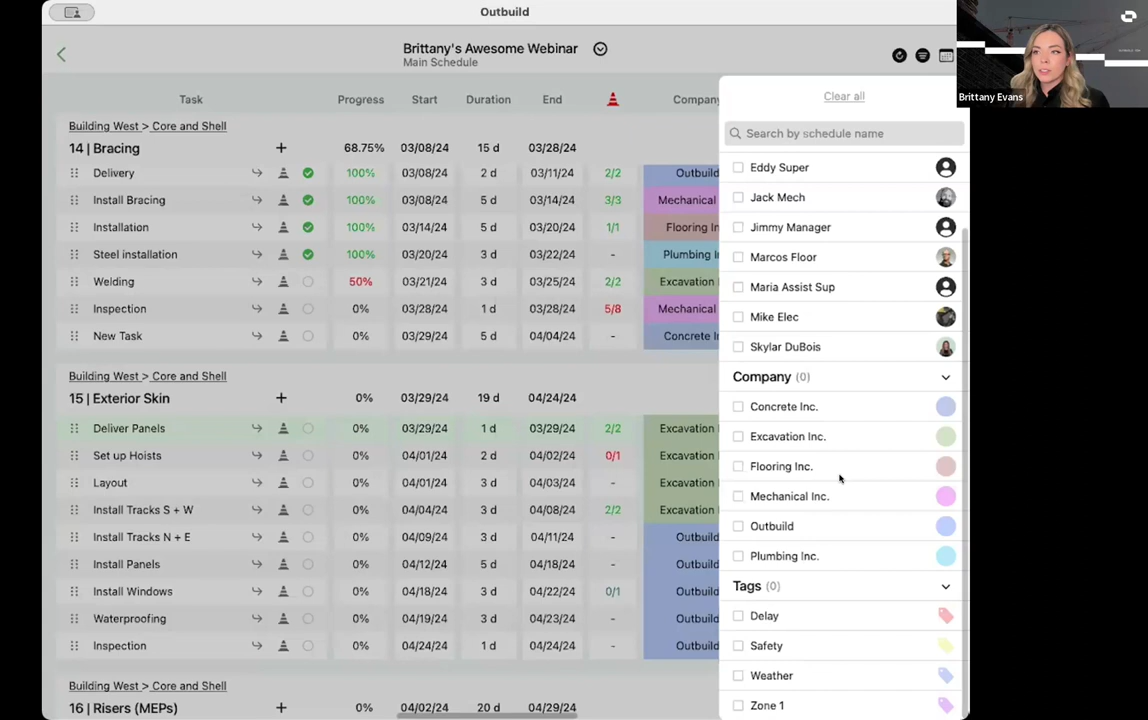 Outbuild
Brittany's Awesome Webinar
Main Schedule
Brittany Evans
Task Progress Start Duration End Company
Building West > Core and Shell
14 | Bracing + 68.75% 03/08/24 15 d 03/28/24
Delivery 100% 03/08/24 2 d 03/11/24 2/2 Outbuild
Install Bracing 100% 03/08/24 5 d 03/14/24 3/3 Mechanical
Installation 100% 03/14/24 5 d 03/20/24 1/1 Flooring In
Steel installation 100% 03/20/24 3 d 03/22/24 - Plumbing I
Welding 50% 03/21/24 3 d 03/25/24 2/2 Excavation
Inspection 0% 03/28/24 1 d 03/28/24 5/8 Mechanical
New Task 0% 03/29/24 5 d 04/04/24 - Concrete In
Building West > Core and Shell
15 | Exterior Skin + 0% 03/29/24 19 d 04/24/24
Deliver Panels 0% 03/29/24 1 d 03/29/24 2/2 Excavation I
Set up Hoists 0% 04/01/24 2 d 04/02/24 0/1 Excavation I
Layout 0% 04/01/24 3 d 04/03/24 - Excavation I
Install Tracks S + W 0% 04/04/24 3 d 04/08/24 2/2 Excavation I
Install Tracks N + E 0% 04/09/24 3 d 04/11/24 - Outbuild
Install Panels 0% 04/12/24 5 d 04/18/24 - Outbuild
Install Windows 0% 04/18/24 3 d 04/22/24 0/1 Outbuild
Waterproofing 0% 04/19/24 3 d 04/23/24 - Outbuild
Inspection 0% 04/24/24 1 d 04/24/24 - Outbuild
Building West > Core and Shell
16 | Risers (MEPs) + 0% 04/02/24 20 d 04/29/24
Clear all
Search by schedule name
Eddy Super
Jack Mech
Jimmy Manager
Marcos Floor
Maria Assist Sup
Mike Elec
Skylar DuBois
Company (0)
Concrete Inc.
Excavation Inc.
Flooring Inc.
Mechanical Inc.
Outbuild
Plumbing Inc.
Tags (0)
Delay
Safety
Weather
Zone 1